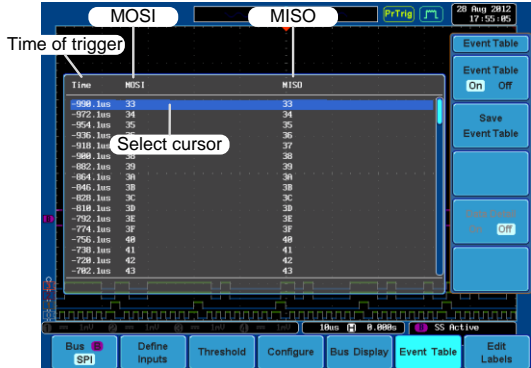 MOSI
MISO
PrTrig
28 Aug 2012
17:55:05
Time of trigger
Event Table
Time MOSI MISO
-990.1us 33 33
-972.1us 34 34
-954.1us 35 35
-936.1us 36
-918.1us 37
Select cursor
-900.1us 38 38
-882.1us 39 39
-864.1us 3A 3A
-846.1us 3B 3B
-828.1us 3C 3C
-810.1us 3D 3D
-792.1us 3E 3E
-774.1us 3F 3F
-756.1us 40 40
-738.1us 41 41
-720.1us 42 42
-702.1us 43 43
Event Table
On Off
Save
Event Table
Data Detail
On Off
B
10us H 0.000s B SS Active
Bus B
SPI
Define
Inputs
Threshold
Configure
Bus Display
Event Table
Edit
Labels